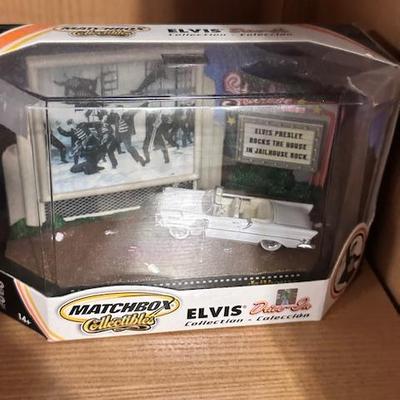 MATCHBOX
Collectibles
ELVIS
Collection - Colección
ELVIS PRESLEY
ROCKS THE HOUSE
IN JAILHOUSE ROCK.
14+
MATCHBOX
Collectibles
ELVIS® Drive-In
Collection - Colección